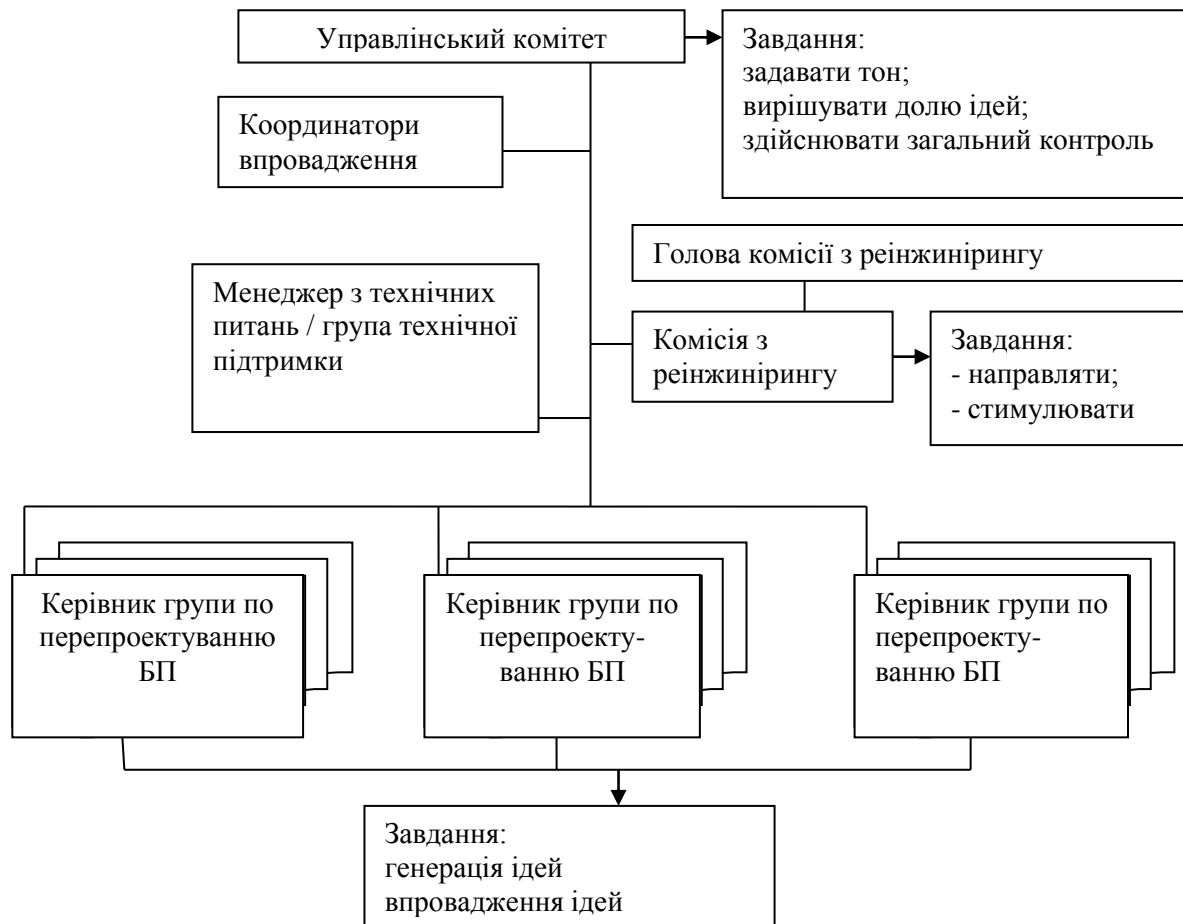 Управлінський комітет
Завдання:
задавати тон;
вирішувати долю ідей;
здійснювати загальний контроль
Координатори
впровадження
Голова комісії з реінжинірингу
Менеджер з технічних
питань / група технічної
підтримки
Комісія з
реінжинірингу
Завдання:
- направляти;
- стимулювати
Керівник групи по
перепроектуванню
БП
Керівник групи по
перепроекту-
ванню БП
Керівник групи по
перепроекту-
ванню БП
Завдання:
генерація ідей
впровадження ідей